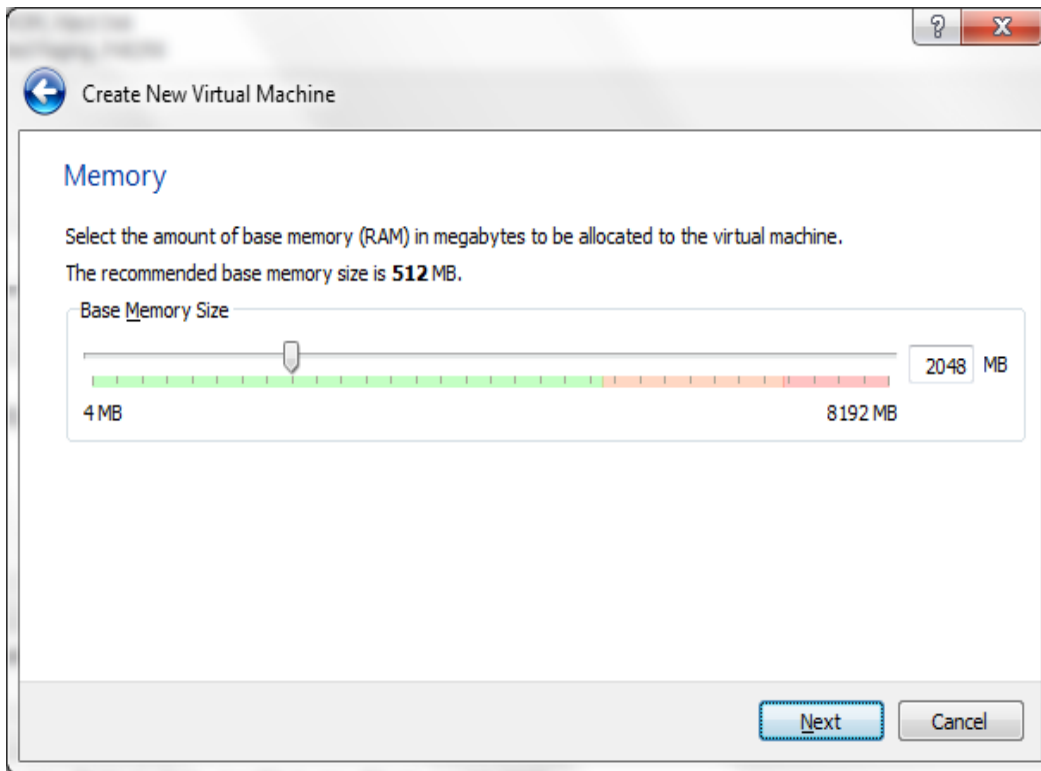 ?
X
Create New Virtual Machine
Memory
Select the amount of base memory (RAM) in megabytes to be allocated to the virtual machine.
The recommended base memory size is 512 MB.
Base Memory Size
2048 MB
4 MB 8192 MB
Next Cancel